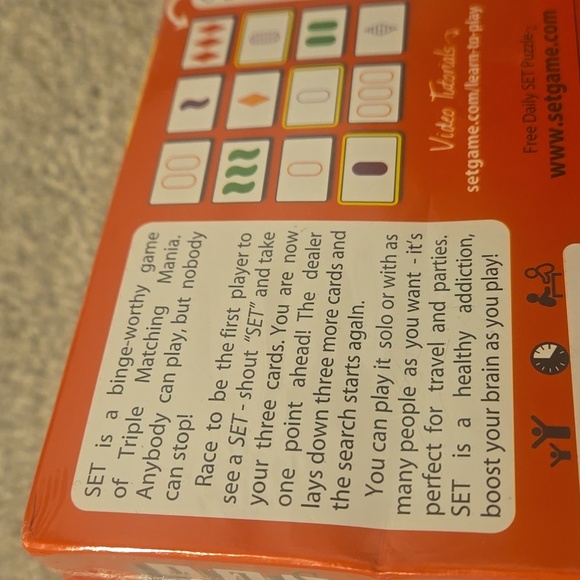 SET is a binge-worthy game
of Triple Matching Mania.
Anybody can play, but nobody
can stop!
Race to be the first player to
see a SET - shout "SET" and take
your three cards. You are now
one point ahead! The dealer
lays down three more cards and
the search starts again.
You can play it solo or with as
many people as you want - it's
perfect for travel and parties.
SET is a healthy addiction,
boost your brain as you play!
Video Tutorials
setgame.com/learn-to-play
Free Daily SET Puzzle
www.setgame.com